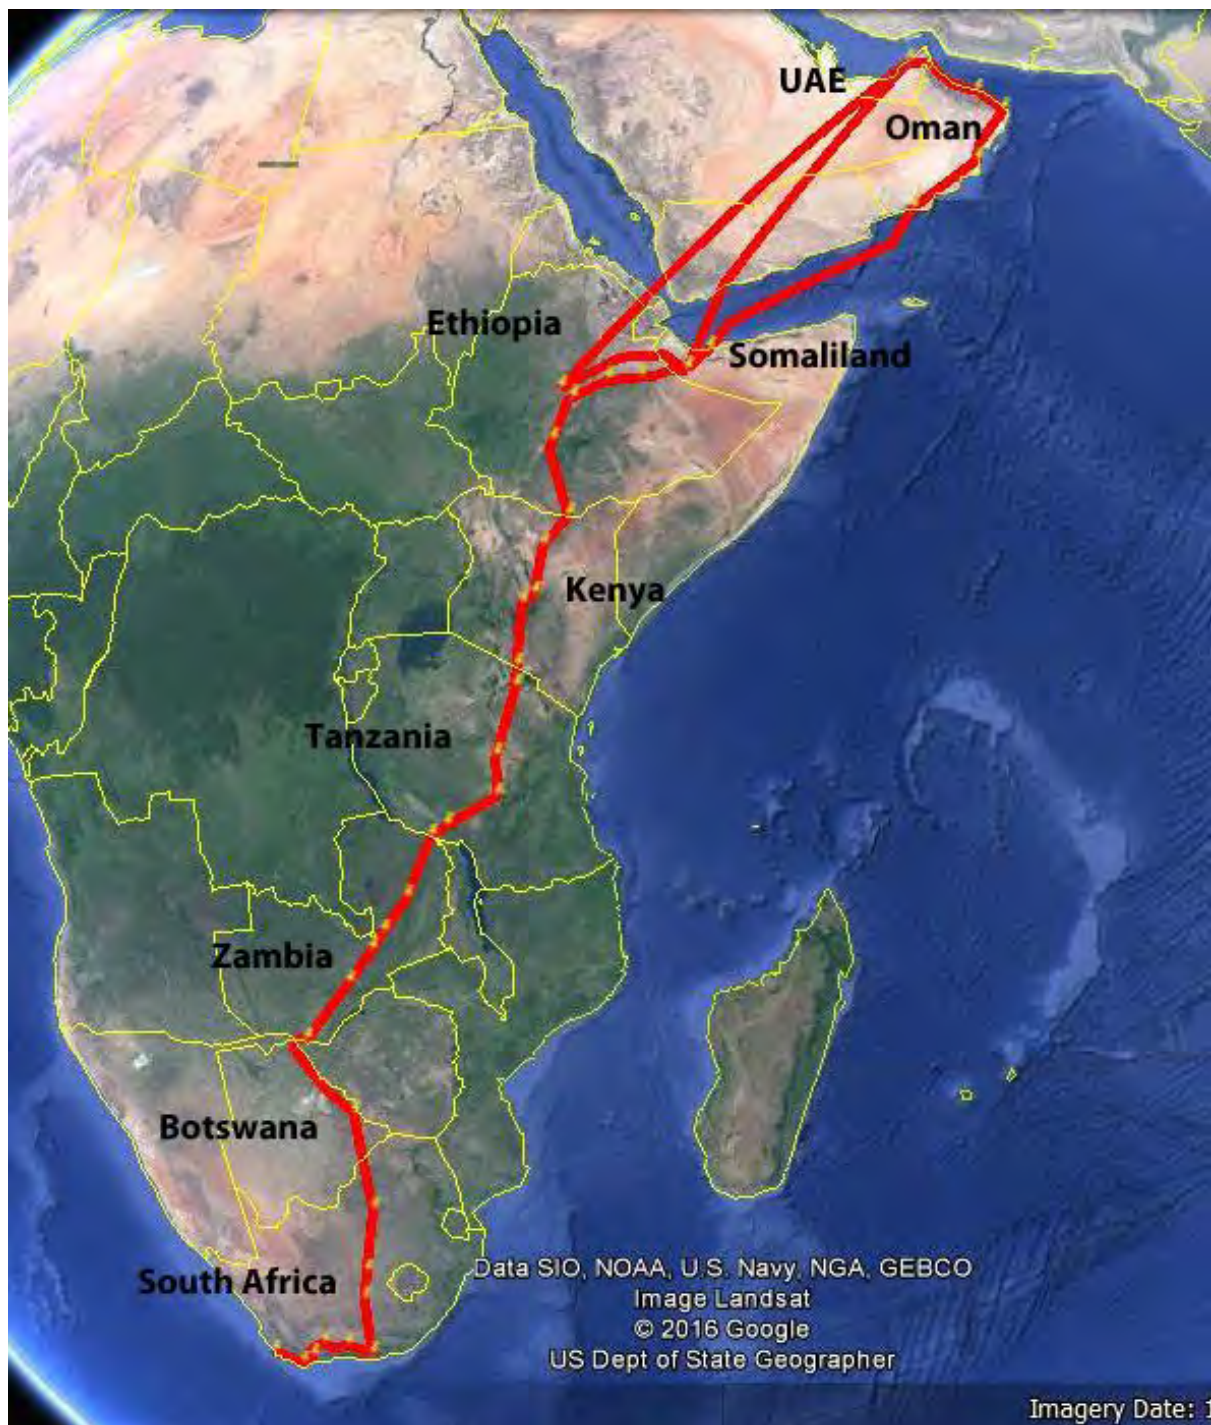 UAE
Oman
Ethiopia
Somaliland
Kenya
Tanzania
Zambia
Botswana
South Africa
Data SIO, NOAA, U.S. Navy, NGA, GEBCO
Image Landsat
© 2016 Google
US Dept of State Geographer
Imagery Date: 1